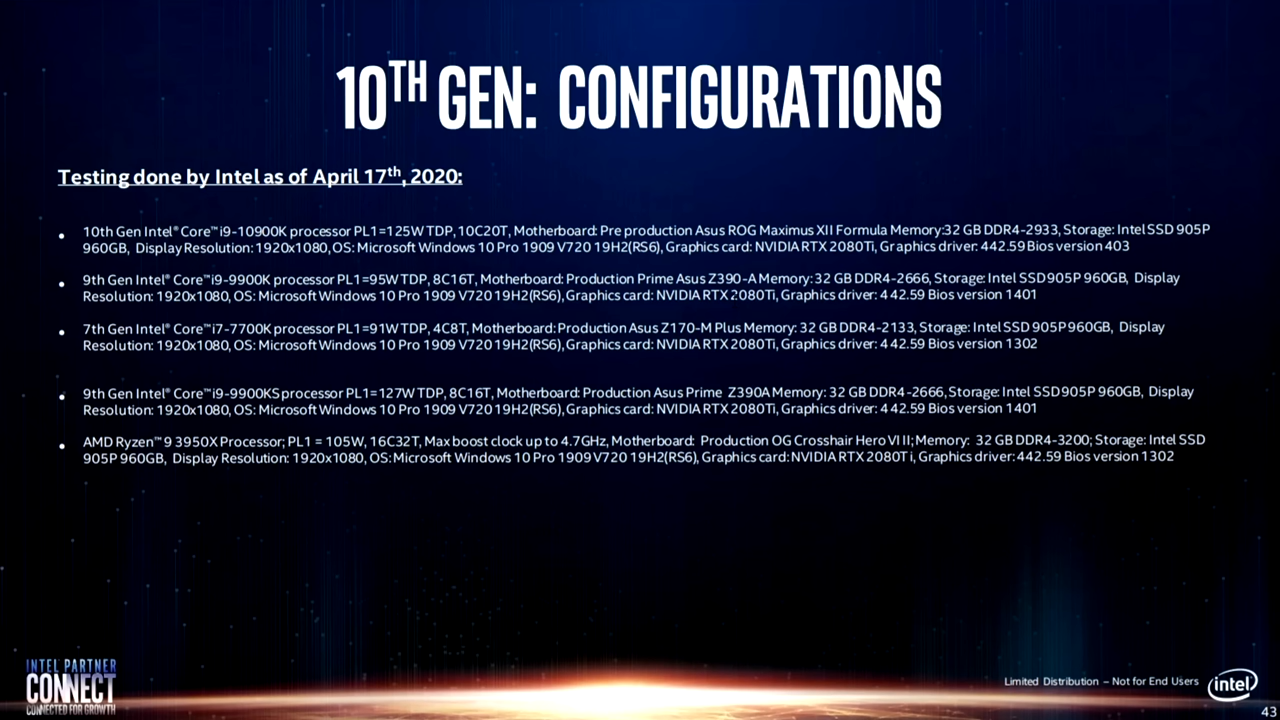 10TH GEN: CONFIGURATIONS
Testing done by Intel as of April 17th, 2020:
• 10th Gen Intel® Core™ i9-10900K processor PL1=125W TDP, 10C20T, Motherboard: Pre production Asus ROG Maximus XII Formula Memory:32 GB DDR4-2933, Storage: Intel SSD 905P
960GB, Display Resolution: 1920x1080, OS: Microsoft Windows 10 Pro 1909 V720 19H2(RS6), Graphics card: NVIDIA RTX 2080Ti, Graphics driver: 442.59 Bios version 403
• 9th Gen Intel® Core™ i9-9900K processor PL1=95W TDP, 8C16T, Motherboard: Production Prime Asus Z390-A Memory: 32 GB DDR4-2666, Storage: Intel SSD 905P 960GB, Display
Resolution: 1920x1080, OS: Microsoft Windows 10 Pro 1909 V720 19H2(RS6), Graphics card: NVIDIA RTX 2080Ti, Graphics driver: 442.59 Bios version 1401
• 7th Gen Intel® Core™ i7-7700K processor PL1=91W TDP, 4C8T, Motherboard: Production Asus Z170-M Plus Memory: 32 GB DDR4-2133, Storage: Intel SSD 905P 960GB, Display
Resolution: 1920x1080, OS: Microsoft Windows 10 Pro 1909 V720 19H2(RS6), Graphics card: NVIDIA RTX 2080Ti, Graphics driver: 442.59 Bios version 1302
• 9th Gen Intel® Core™ i9-9900KS processor PL1=127W TDP, 8C16T, Motherboard: Production Asus Prime Z390A Memory: 32 GB DDR4-2666, Storage: Intel SSD 905P 960GB, Display
Resolution: 1920x1080, OS: Microsoft Windows 10 Pro 1909 V720 19H2(RS6), Graphics card: NVIDIA RTX 2080Ti, Graphics driver: 442.59 Bios version 1401
• AMD Ryzen™ 9 3950X Processor; PL1 = 105W, 16C32T, Max boost clock up to 4.7GHz, Motherboard: Production OG Crosshair Hero VIII; Memory: 32 GB DDR4-3200; Storage: Intel SSD
905P 960GB, Display Resolution: 1920x1080, OS: Microsoft Windows 10 Pro 1909 V720 19H2(RS6), Graphics card: NVIDIA RTX 2080Ti, Graphics driver: 442.59 Bios version 1302
INTEL PARTNER
CONNECT
CONNECTED FOR GROWTH
Limited Distribution – Not for End Users
intel
43